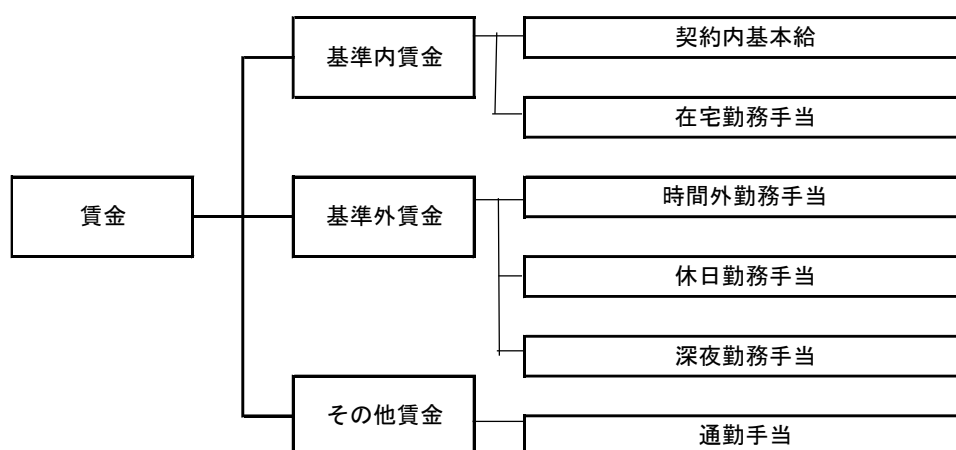 賃金
基準内賃金
契約内基本給
在宅勤務手当
基準外賃金
時間外勤務手当
休日勤務手当
深夜勤務手当
その他賃金
通勤手当